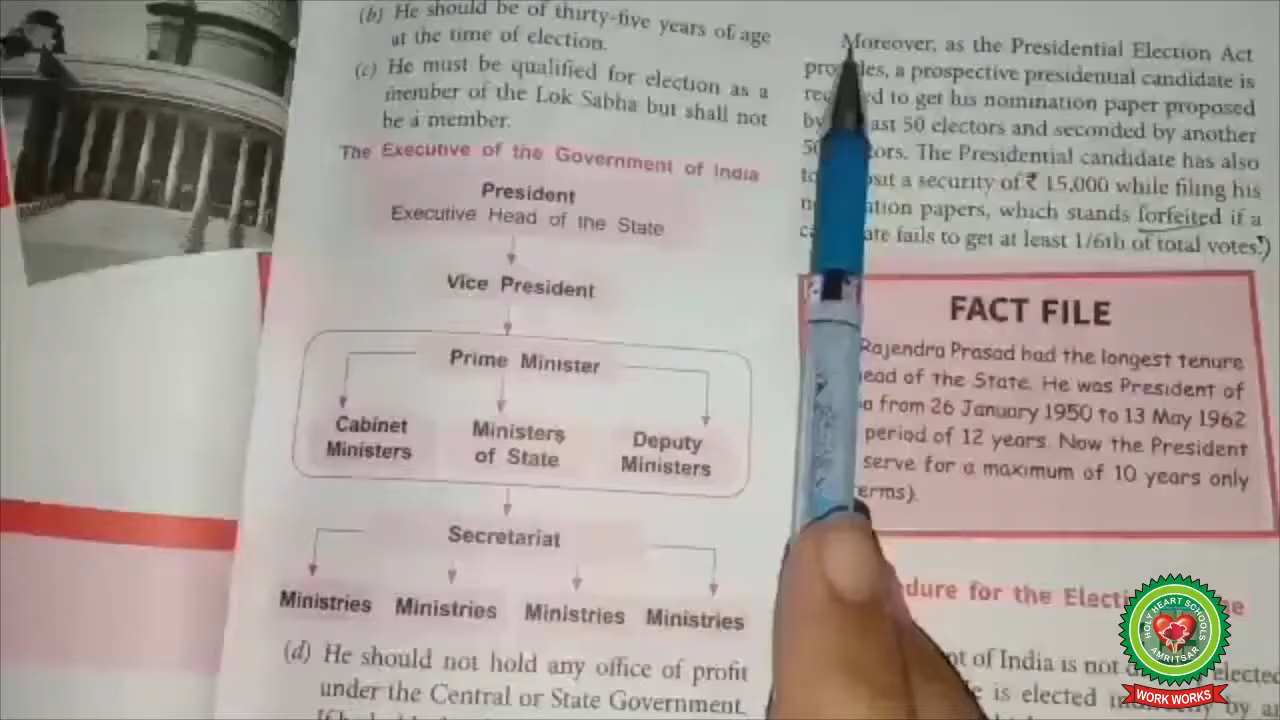 (b) He should be of thirty-five years of age
at the time of election.
(c) He must be qualified for election as a
member of the Lok Sabha but shall not
be a member.
The Executive of the Government of India
President
Executive Head of the State
Vice President
Prime Minister
Cabinet
Ministers
Ministers
of State
Deputy
Ministers
Secretariat
Ministries Ministries Ministries Ministries
(d) He should not hold any office of profit
under the Central or State Government.
Moreover, as the Presidential Election Act
a prospective presidential candidate is
to get his nomination paper proposed
by 50 electors and seconded by another
The Presidential candidate has also
a security of ₹ 15,000 while filing his
papers, which stands forfeited if a
fails to get at least 1/6th of total votes.)
FACT FILE
Rajendra Prasad had the longest tenure
of the State. He was President of
from 26 January 1950 to 13 May 1962
period of 12 years. Now the President
serve for a maximum of 10 years only
for the
of India is not elected
is elected by
HOLY HEART SCHOOLS
AMRITSAR
WORK WORKS